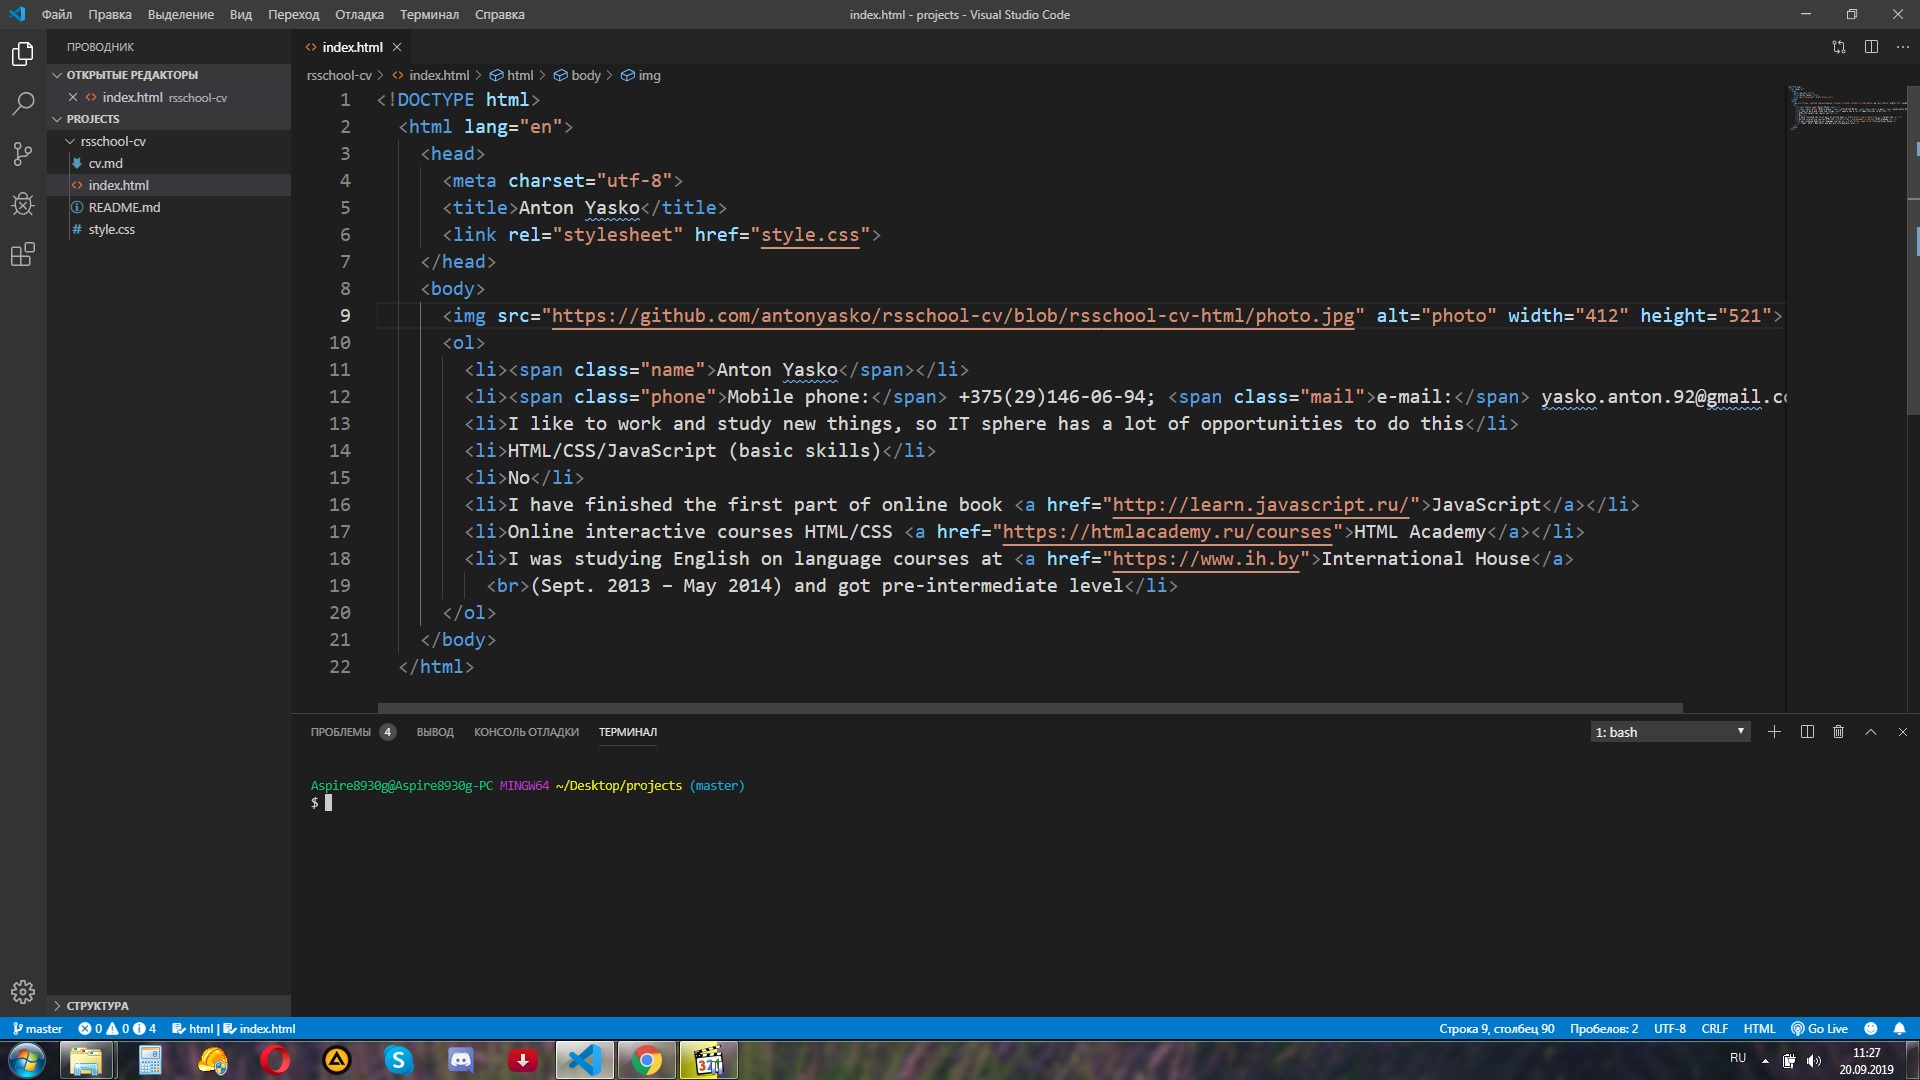 Файл Правка Выделение Вид Переход Отладка Терминал Справка
index.html - projects - Visual Studio Code
ПРОВОДНИК
ОТКРЫТЫЕ РЕДАКТОРЫ
index.html rsschool-cv
PROJECTS
rsschool-cv
cv.md
index.html
README.md
style.css
СТРУКТУРА
index.html
rsschool-cv > index.html > html > body > img
1 <!DOCTYPE html>
2 <html lang="en">
3 <head>
4 <meta charset="utf-8">
5 <title>Anton Yasko</title>
6 <link rel="stylesheet" href="style.css">
7 </head>
8 <body>
9 <img src="https://github.com/antonyasko/rsschool-cv/blob/rsschool-cv-html/photo.jpg" alt="photo" width="412" height="521">
10 <ol>
11 <li><span class="name">Anton Yasko</span></li>
12 <li><span class="phone">Mobile phone:</span> +375(29)146-06-94; <span class="mail">e-mail:</span> yasko.anton.92@gmail.co
13 <li>I like to work and study new things, so IT sphere has a lot of opportunities to do this</li>
14 <li>HTML/CSS/JavaScript (basic skills)</li>
15 <li>No</li>
16 <li>I have finished the first part of online book <a href="http://learn.javascript.ru/">JavaScript</a></li>
17 <li>Online interactive courses HTML/CSS <a href="https://htmlacademy.ru/courses">HTML Academy</a></li>
18 <li>I was studying English on language courses at <a href="https://www.ih.by">International House</a>
19 <br>(Sept. 2013 – May 2014) and got pre-intermediate level</li>
20 </ol>
21 </body>
22 </html>
ПРОБЛЕМЫ 4 ВЫВОД КОНСОЛЬ ОТЛАДКИ ТЕРМИНАЛ
1: bash
Aspire8930g@Aspire8930g-PC MINGW64 ~/Desktop/projects (master)
$
master 0 0 4 html | index.html
Строка 9, столбец 90 Пробелов: 2 UTF-8 CRLF HTML Go Live
RU
11:27
20.09.2019